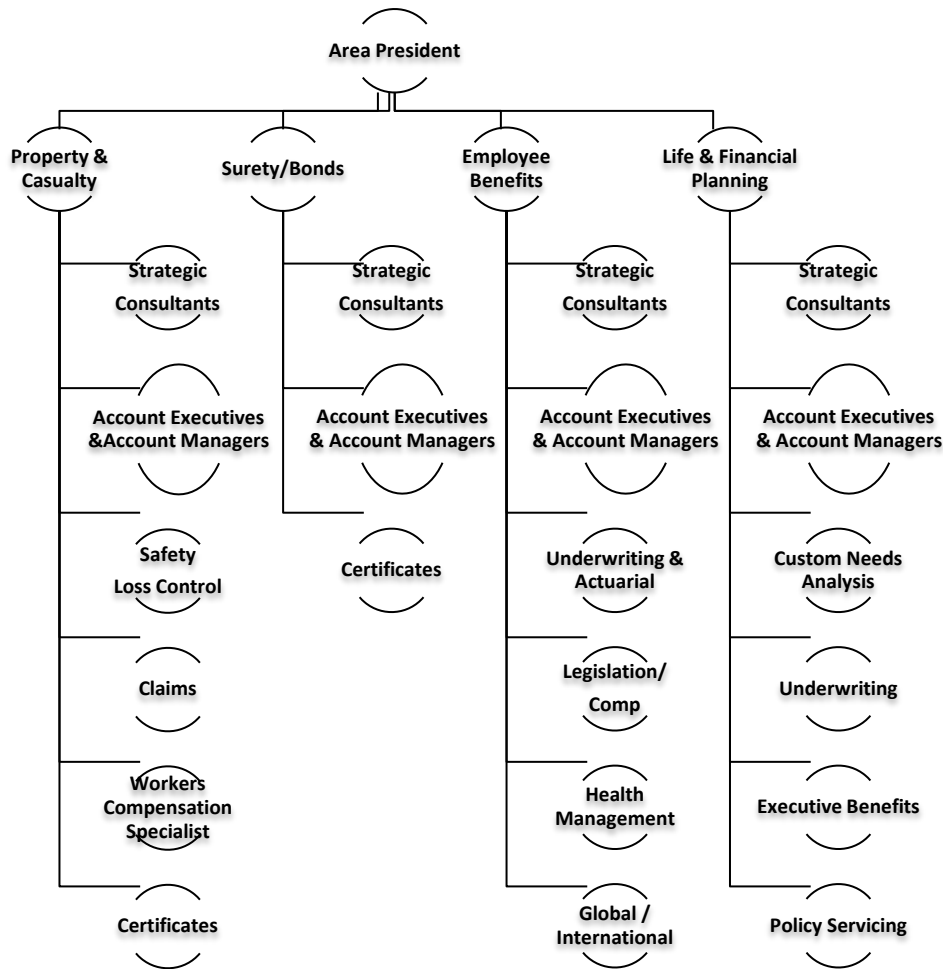 Area President
Property &
Casualty
Surety/Bonds
Employee
Benefits
Life & Financial
Planning
Strategic
Consultants
Strategic
Consultants
Strategic
Consultants
Strategic
Consultants
Account Executives
&Account Managers
Account Executives
& Account Managers
Account Executives
& Account Managers
Account Executives
& Account Managers
Safety
Loss Control
Certificates
Underwriting &
Actuarial
Custom Needs
Analysis
Claims
Legislation/
Comp
Underwriting
Workers
Compensation
Specialist
Health
Management
Executive Benefits
Certificates
Global /
International
Policy Servicing